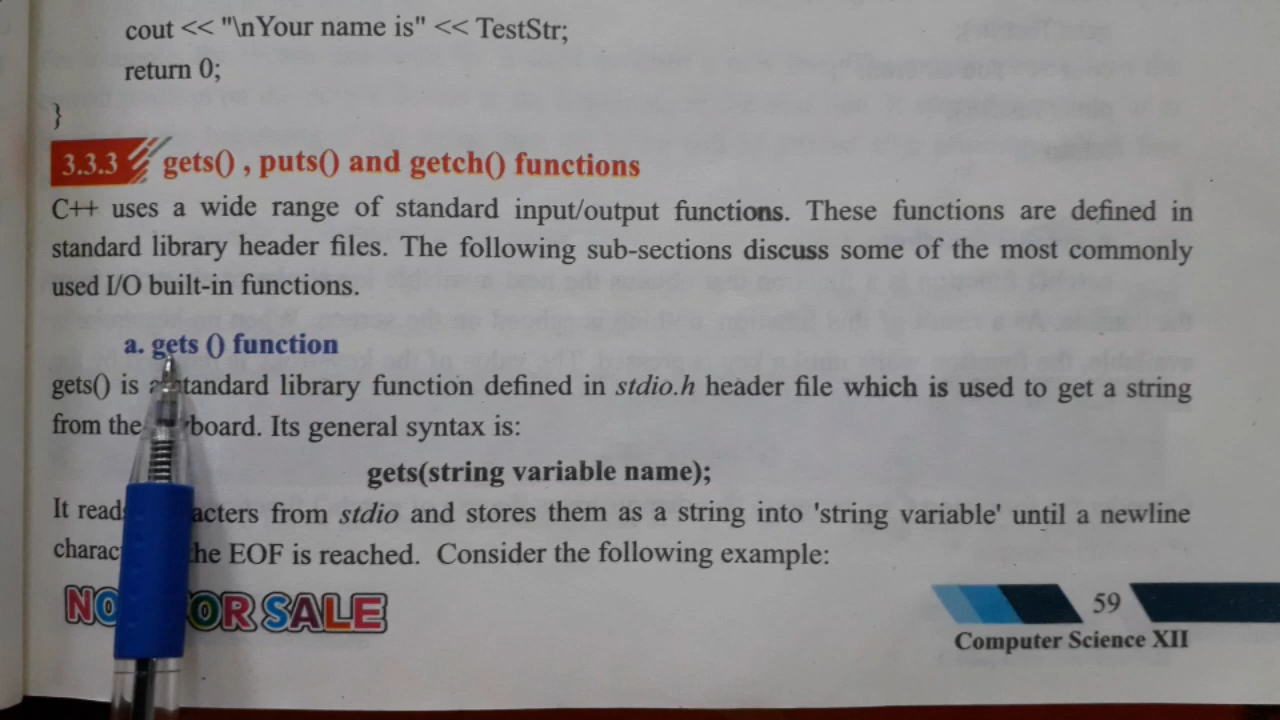 cout << "\nYour name is" << TestStr;
return 0;
}
3.3.3 gets() , puts() and getch() functions
C++ uses a wide range of standard input/output functions. These functions are defined in
standard library header files. The following sub-sections discuss some of the most commonly
used I/O built-in functions.
a. gets () function
gets() is a standard library function defined in stdio.h header file which is used to get a string
from the board. Its general syntax is:
gets(string variable name);
It reads acters from stdio and stores them as a string into 'string variable' until a newline
charac he EOF is reached. Consider the following example:
NO OR SALE
59
Computer Science XII